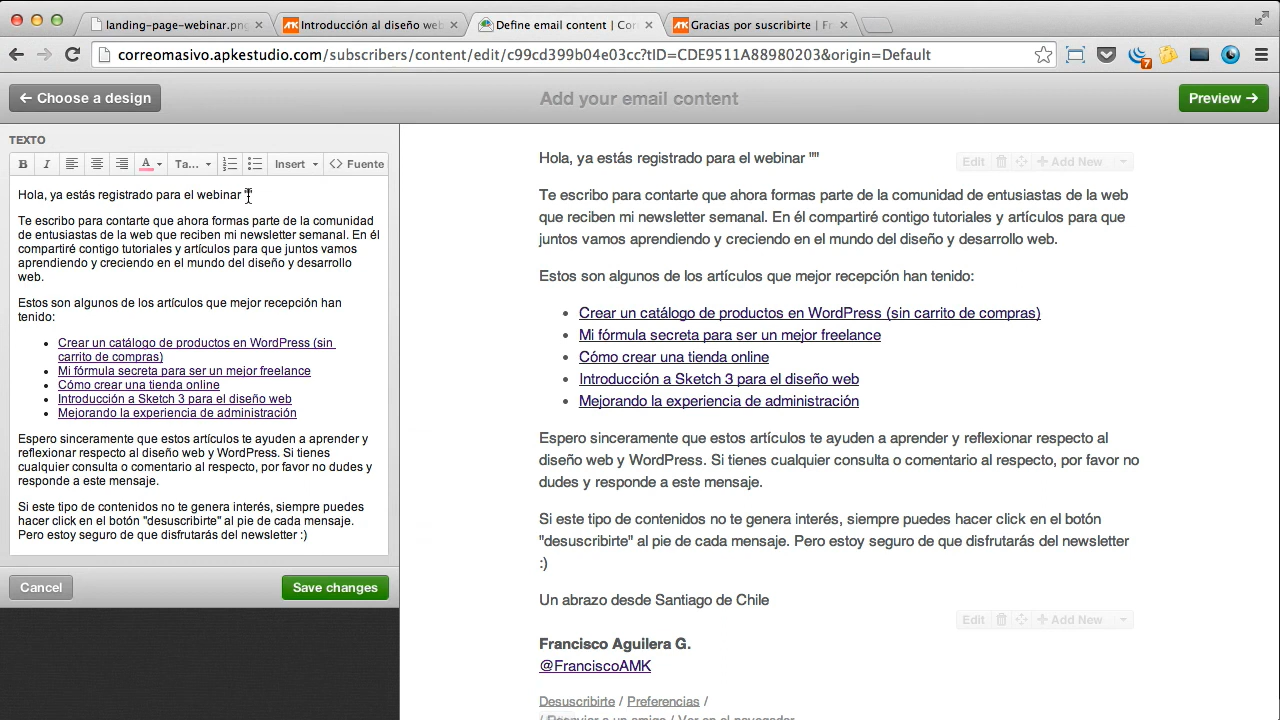 landing-page-webinar.pn
Introducción al diseño web
Define email content | Co
Gracias por suscribirte | Fr
correomasivo.apkestudio.com/subscribers/content/edit/c99cd399b04e03cc?tID=CDE9511A88980203&origin=Default
7
← Choose a design
Add your email content
Preview →
TEXTO
B I A Ta... Insert <> Fuente
Hola, ya estás registrado para el webinar ""
Te escribo para contarte que ahora formas parte de la comunidad
de entusiastas de la web que reciben mi newsletter semanal. En él
compartiré contigo tutoriales y artículos para que juntos vamos
aprendiendo y creciendo en el mundo del diseño y desarrollo
web.
Estos son algunos de los artículos que mejor recepción han
tenido:
• Crear un catálogo de productos en WordPress (sin
carrito de compras)
• Mi fórmula secreta para ser un mejor freelance
• Cómo crear una tienda online
• Introducción a Sketch 3 para el diseño web
• Mejorando la experiencia de administración
Espero sinceramente que estos artículos te ayuden a aprender y
reflexionar respecto al diseño web y WordPress. Si tienes
cualquier consulta o comentario al respecto, por favor no dudes y
responde a este mensaje.
Si este tipo de contenidos no te genera interés, siempre puedes
hacer click en el botón "desuscribirte" al pie de cada mensaje.
Pero estoy seguro de que disfrutarás del newsletter :)
Cancel
Save changes
Hola, ya estás registrado para el webinar ""
Edit + Add New
Te escribo para contarte que ahora formas parte de la comunidad de entusiastas de la web
que reciben mi newsletter semanal. En él compartiré contigo tutoriales y artículos para que
juntos vamos aprendiendo y creciendo en el mundo del diseño y desarrollo web.
Estos son algunos de los artículos que mejor recepción han tenido:
• Crear un catálogo de productos en WordPress (sin carrito de compras)
• Mi fórmula secreta para ser un mejor freelance
• Cómo crear una tienda online
• Introducción a Sketch 3 para el diseño web
• Mejorando la experiencia de administración
Espero sinceramente que estos artículos te ayuden a aprender y reflexionar respecto al
diseño web y WordPress. Si tienes cualquier consulta o comentario al respecto, por favor no
dudes y responde a este mensaje.
Si este tipo de contenidos no te genera interés, siempre puedes hacer click en el botón
"desuscribirte" al pie de cada mensaje. Pero estoy seguro de que disfrutarás del newsletter
:)
Un abrazo desde Santiago de Chile
Edit + Add New
Francisco Aguilera G.
@FranciscoAMK
Desuscribirte / Preferencias /
/ Reenviar a un amigo / Ver en el navegador